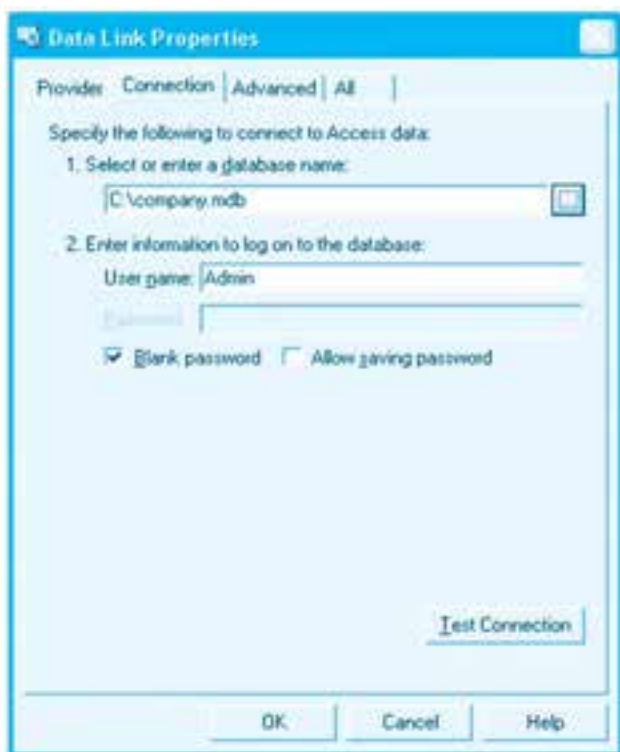 Data Link Properties
Provider Connection Advanced All
Specify the following to connect to Access data:
1. Select or enter a database name:
C:\company.mdb
2. Enter information to log on to the database:
User name: Admin
Password:
Blank password Allow saving password
Test Connection
OK Cancel Help